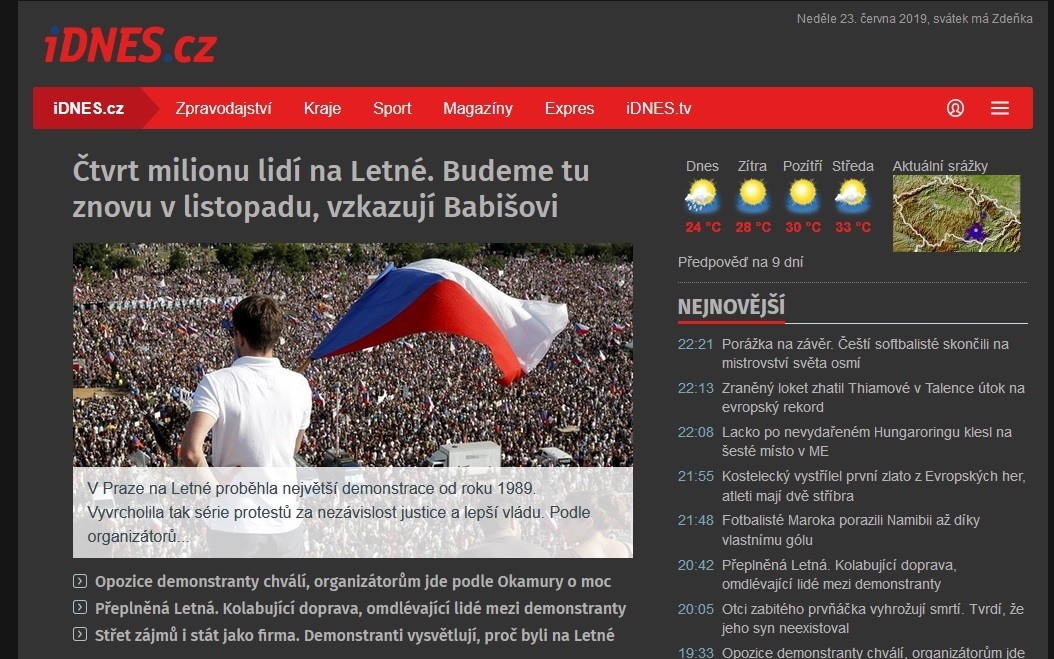 Neděle 23. června 2019, svátek má Zdeňka
iDNES.cz
iDNES.cz
Zpravodajství
Kraje
Sport
Magazíny
Expres
iDNES.tv
Čtvrt milionu lidí na Letné. Budeme tu
znovu v listopadu, vzkazují Babišovi
V Praze na Letné proběhla největší demonstrace od roku 1989.
Vyvrcholila tak série protestů za nezávislost justice a lepší vládu. Podle
organizátorů...
Opozice demonstranty chválí, organizátorům jde podle Okamury o moc
Přeplněná Letná. Kolabující doprava, omdlévající lidé mezi demonstranty
Střet zájmů i stát jako firma. Demonstranti vysvětlují, proč byli na Letné
Dnes Zítra Pozítří Středa
24 °C 28 °C 30 °C 33 °C
Aktuální srážky
Předpověď na 9 dní
NEJNOVĚJŠÍ
22:21 Porážka na závěr. Čeští softbalisté skončili na
mistrovství světa osmí
22:13 Zraněný loket zhatil Thiamové v Talence útok na
evropský rekord
22:08 Lacko po nevydařeném Hungaroringu klesl na
šesté místo v ME
21:55 Kostelecký vystřílel první zlato z Evropských her,
atleti mají dvě stříbra
21:48 Fotbalisté Maroka porazili Namibii až díky
vlastnímu gólu
20:42 Přeplněná Letná. Kolabující doprava,
omdlévající lidé mezi demonstranty
20:05 Otci zabitého prvňáčka vyhrožují smrtí. Tvrdí, že
jeho syn neexistoval
19:33 Opozice demonstranty chválí, organizátorům jde